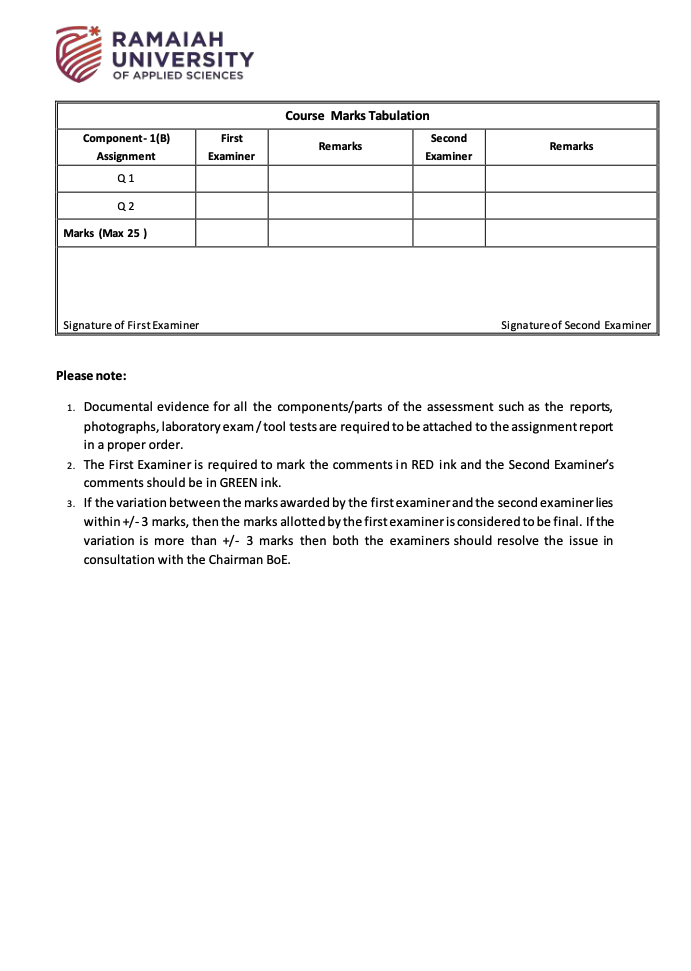 RAMAIAH
UNIVERSITY
OF APPLIED SCIENCES
Course Marks Tabulation
Component- 1(B) Assignment
First Examiner
Remarks
Second Examiner
Remarks
Q 1
Q 2
Marks (Max 25 )
Signature of First Examiner
Signature of Second Examiner
Please note:
1. Documental evidence for all the components/parts of the assessment such as the reports,
photographs, laboratory exam / tool tests are required to be attached to the assignment report
in a proper order.
2. The First Examiner is required to mark the comments in RED ink and the Second Examiner’s
comments should be in GREEN ink.
3. If the variation between the marks awarded by the first examiner and the second examiner lies
within +/- 3 marks, then the marks allotted by the first examiner is considered to be final. If the
variation is more than +/- 3 marks then both the examiners should resolve the issue in
consultation with the Chairman BoE.